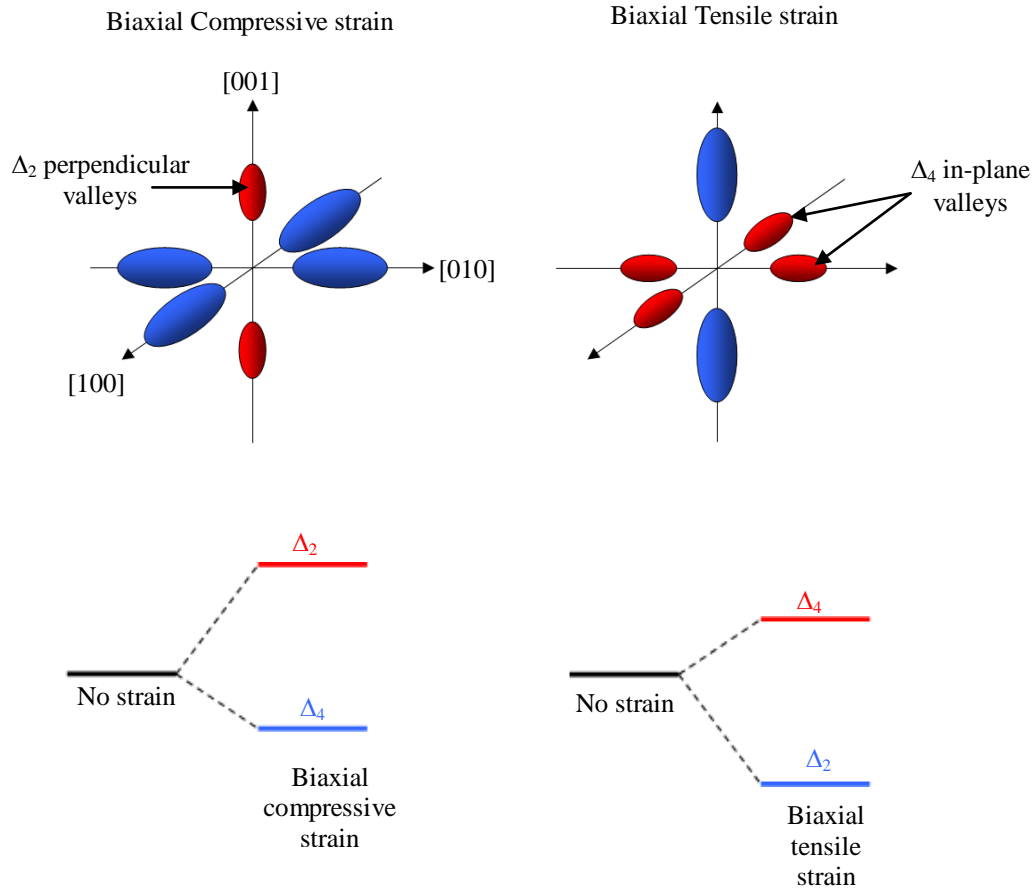 Biaxial Compressive strain
Biaxial Tensile strain
[001]
Δ₂ perpendicular
valleys
Δ₄ in-plane
valleys
[010]
[100]
Δ₂
No strain
Δ₄
Biaxial
compressive
strain
Δ₄
No strain
Δ₂
Biaxial
tensile
strain